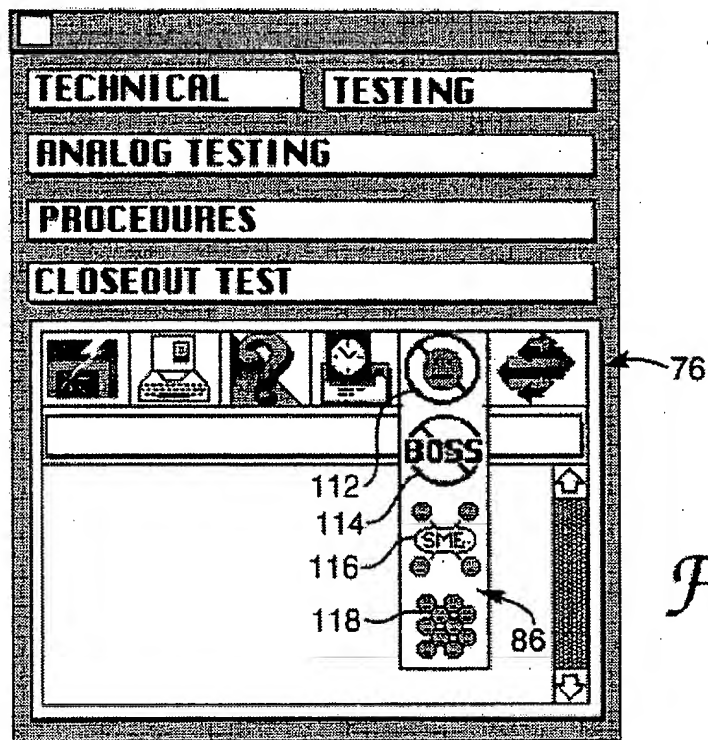 TECHNICAL TESTING
ANALOG TESTING
PROCEDURES
CLOSEOUT TEST
76
BOSS
112
114
SME
116
118
86